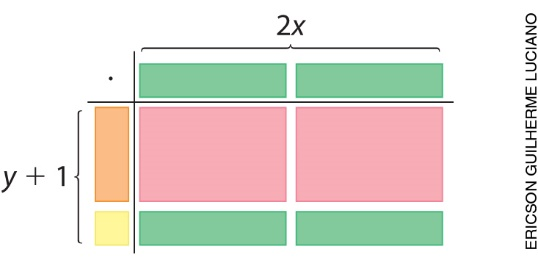 2x
·
y + 1
ERICSON GUILHERME LUCIANO